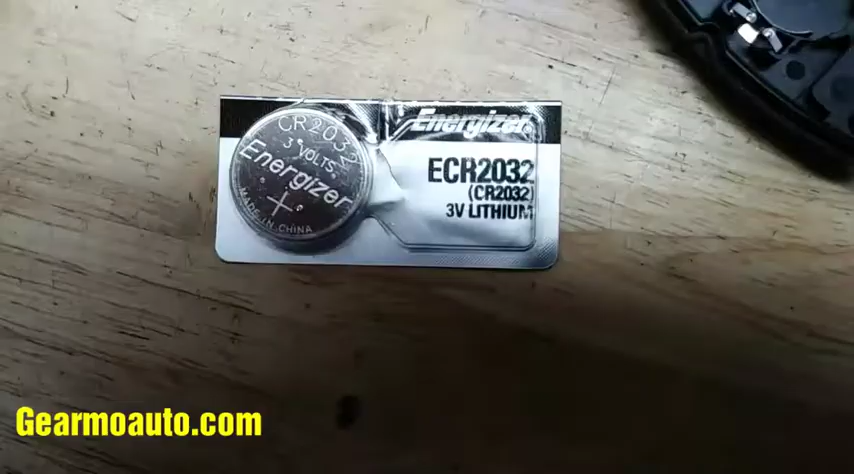 CR2032
3 VOLTS
Energizer
+
MADE IN CHINA
Energizer
ECR2032
(CR2032)
3V LITHIUM
Gearmoauto.com